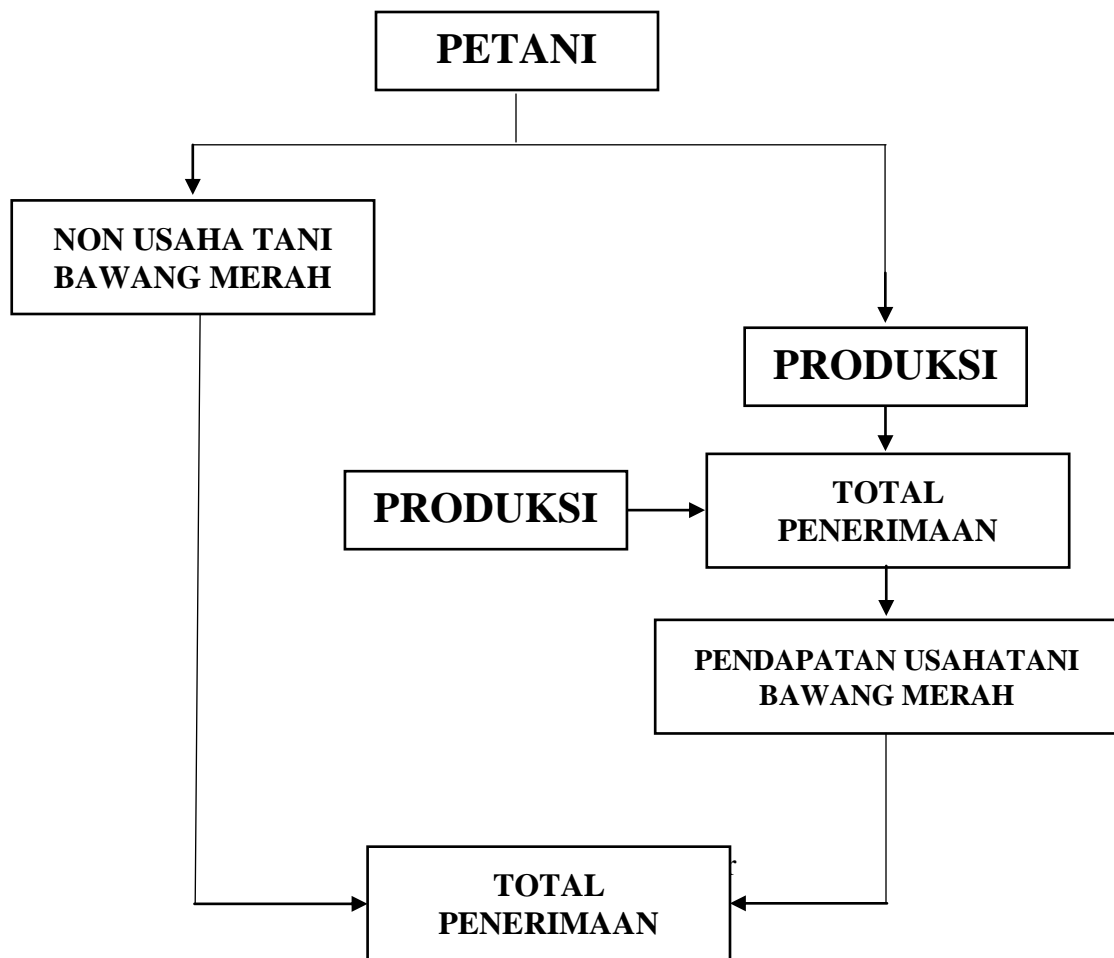 PETANI
NON USAHA TANI
BAWANG MERAH
PRODUKSI
PRODUKSI
TOTAL
PENERIMAAN
PENDAPATAN USAHATANI
BAWANG MERAH
TOTAL
PENERIMAAN